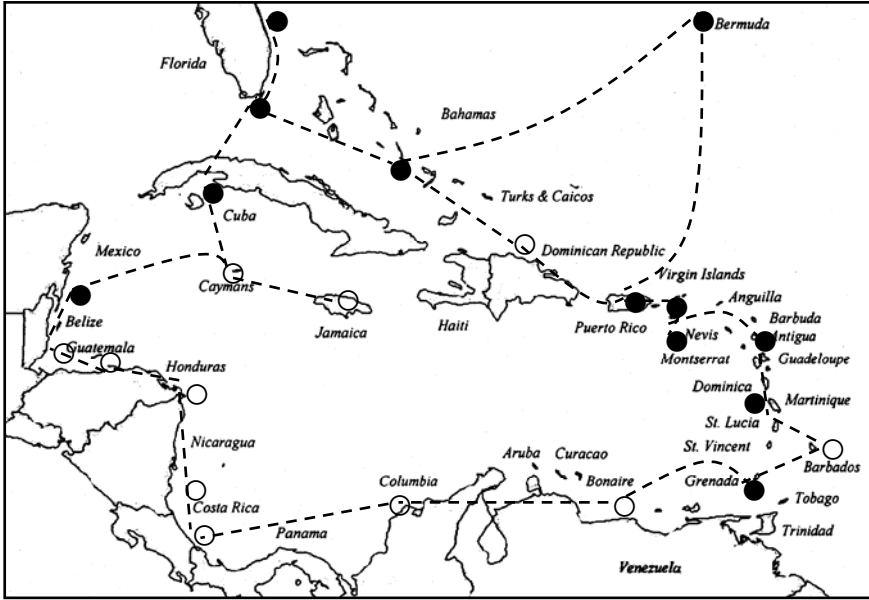 Bermuda
Florida
Bahamas
Turks & Caicos
Cuba
Mexico
Dominican Republic
Virgin Islands
Caymans
Anguilla
Belize
Jamaica
Haiti
Puerto Rico
Barbuda
Nevis
Antigua
Guatemala
Montserrat
Guadeloupe
Honduras
Dominica
Martinique
St. Lucia
Nicaragua
St. Vincent
Aruba
Curacao
Barbados
Columbia
Bonaire
Grenada
Costa Rica
Tobago
Panama
Trinidad
Venezuela